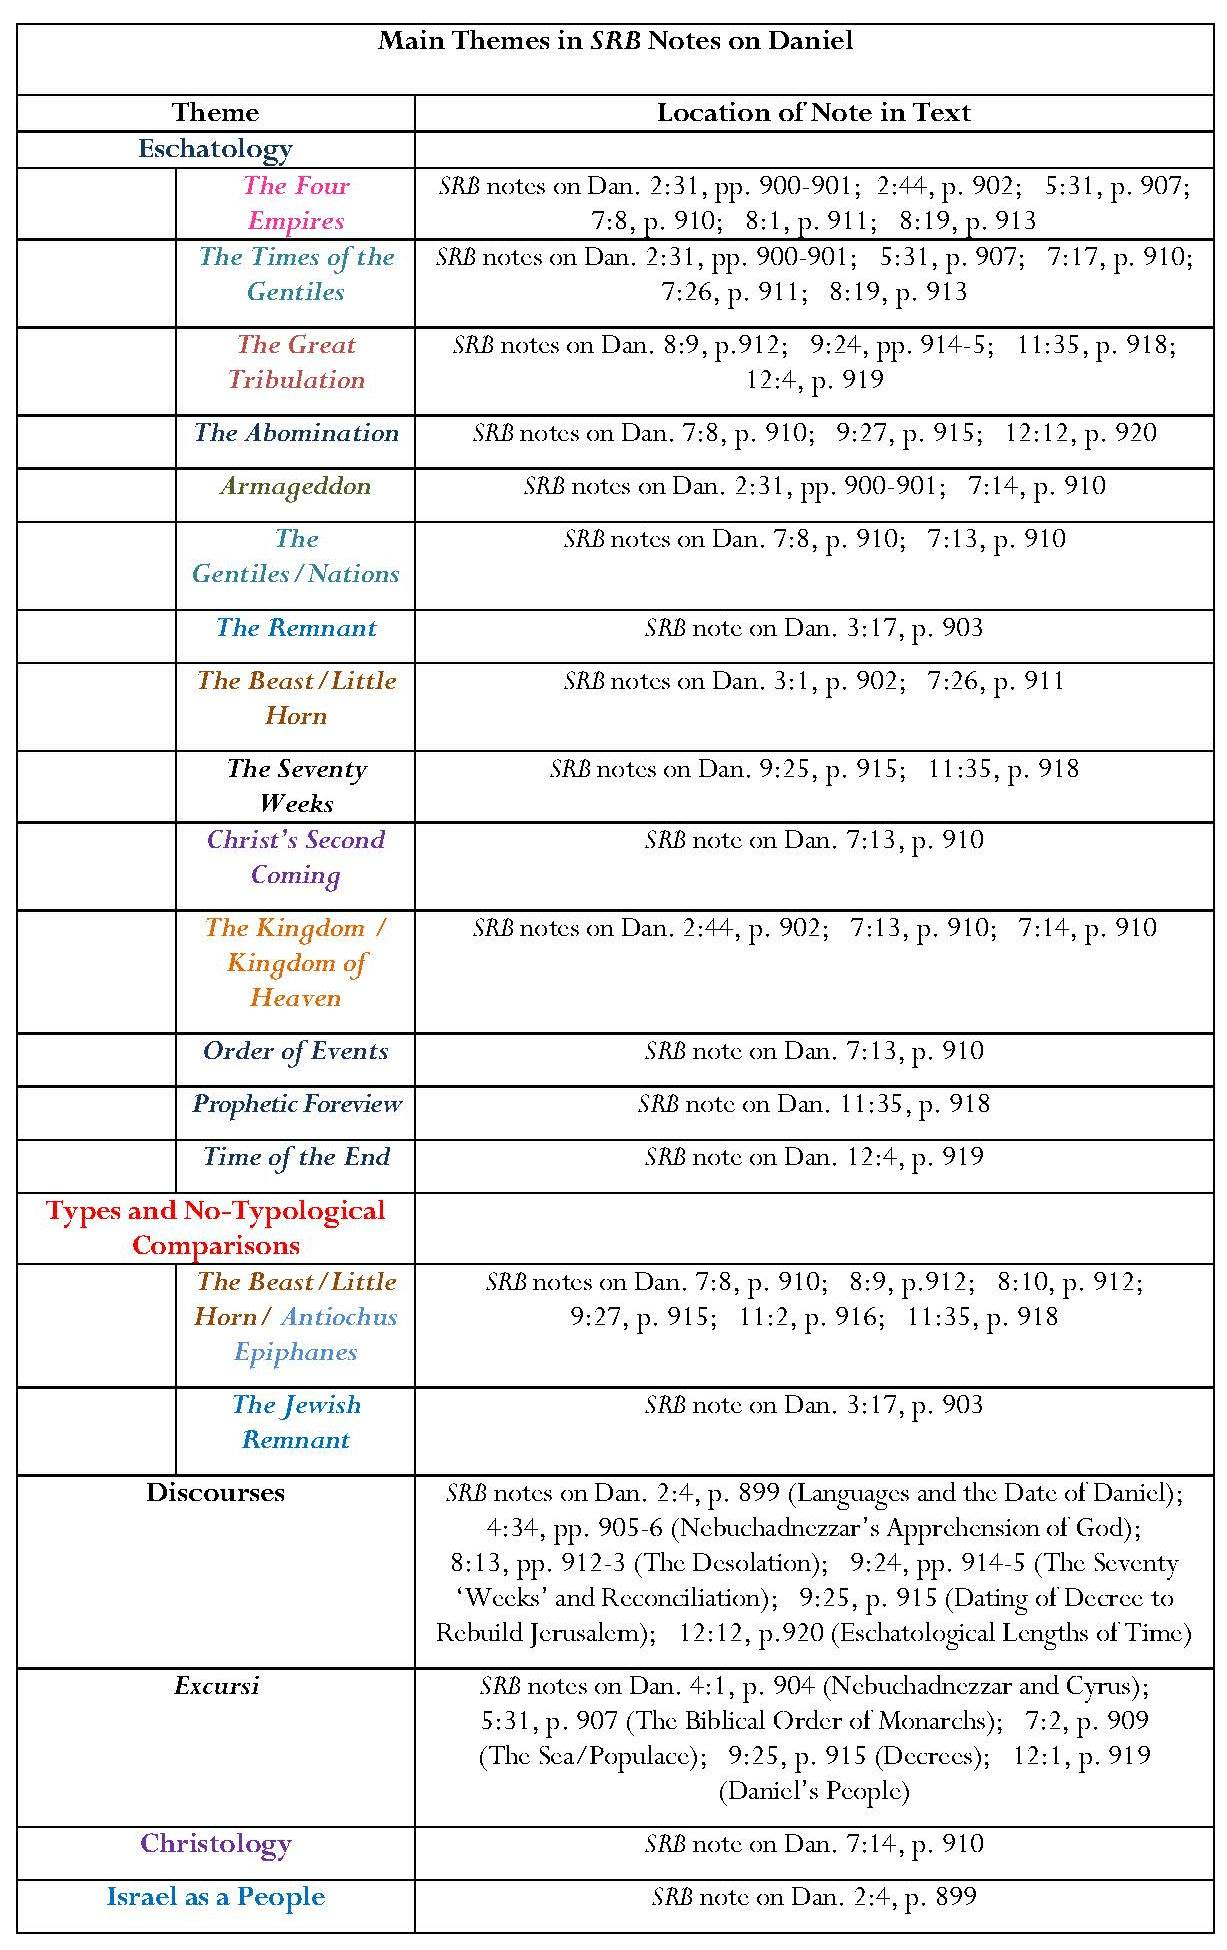 Main Themes in SRB Notes on Daniel
Theme
Location of Note in Text
Eschatology
The Four
Empires
SRB notes on Dan. 2:31, pp. 900-901; 2:44, p. 902; 5:31, p. 907;
7:8, p. 910; 8:1, p. 911; 8:19, p. 913
The Times of the
Gentiles
SRB notes on Dan. 2:31, pp. 900-901; 5:31, p. 907; 7:17, p. 910;
7:26, p. 911; 8:19, p. 913
The Great
Tribulation
SRB notes on Dan. 8:9, p.912; 9:24, pp. 914-5; 11:35, p. 918;
12:4, p. 919
The Abomination
SRB notes on Dan. 7:8, p. 910; 9:27, p. 915; 12:12, p. 920
Armageddon
SRB notes on Dan. 2:31, pp. 900-901; 7:14, p. 910
The
Gentiles/Nations
SRB notes on Dan. 7:8, p. 910; 7:13, p. 910
The Remnant
SRB note on Dan. 3:17, p. 903
The Beast/Little
Horn
SRB notes on Dan. 3:1, p. 902; 7:26, p. 911
The Seventy
Weeks
SRB notes on Dan. 9:25, p. 915; 11:35, p. 918
Christ's Second
Coming
SRB note on Dan. 7:13, p. 910
The Kingdom /
Kingdom of
Heaven
SRB notes on Dan. 2:44, p. 902; 7:13, p. 910; 7:14, p. 910
Order of Events
SRB note on Dan. 7:13, p. 910
Prophetic Foreview
SRB note on Dan. 11:35, p. 918
Time of the End
SRB note on Dan. 12:4, p. 919
Types and No-Typological
Comparisons
The Beast/Little
Horn/ Antiochus
Epiphanes
SRB notes on Dan. 7:8, p. 910; 8:9, p.912; 8:10, p. 912;
9:27, p. 915; 11:2, p. 916; 11:35, p. 918
The Jewish
Remnant
SRB note on Dan. 3:17, p. 903
Discourses
SRB notes on Dan. 2:4, p. 899 (Languages and the Date of Daniel);
4:34, pp. 905-6 (Nebuchadnezzar's Apprehension of God);
8:13, pp. 912-3 (The Desolation); 9:24, pp. 914-5 (The Seventy
'Weeks' and Reconciliation); 9:25, p. 915 (Dating of Decree to
Rebuild Jerusalem); 12:12, p.920 (Eschatological Lengths of Time)
Excursi
SRB notes on Dan. 4:1, p. 904 (Nebuchadnezzar and Cyrus);
5:31, p. 907 (The Biblical Order of Monarchs); 7:2, p. 909
(The Sea/Populace); 9:25, p. 915 (Decrees); 12:1, p. 919
(Daniel's People)
Christology
SRB note on Dan. 7:14, p. 910
Israel as a People
SRB note on Dan. 2:4, p. 899